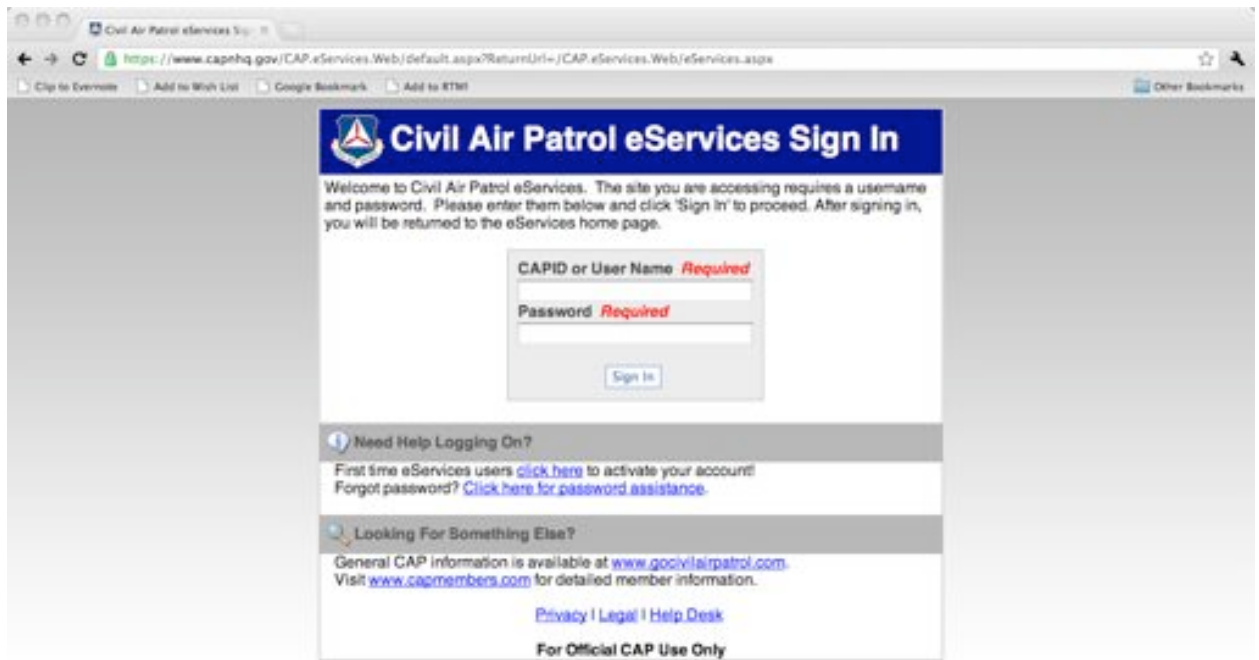 Civil Air Patrol eServices Sig
https://www.capnhq.gov/CAP.eServices.Web/default.aspx?ReturnUrl=/CAP.eServices.Web/eServices.aspx
Clip to Evernote Add to Wish List Google Bookmark Add to RTM! Other Bookmarks
Civil Air Patrol eServices Sign In
Welcome to Civil Air Patrol eServices. The site you are accessing requires a username
and password. Please enter them below and click 'Sign In' to proceed. After signing in,
you will be returned to the eServices home page.
CAPID or User Name Required
Password Required
Sign In
Need Help Logging On?
First time eServices users click here to activate your account!
Forgot password? Click here for password assistance.
Looking For Something Else?
General CAP information is available at www.gocivilairpatrol.com.
Visit www.capmembers.com for detailed member information.
Privacy | Legal | Help Desk
For Official CAP Use Only